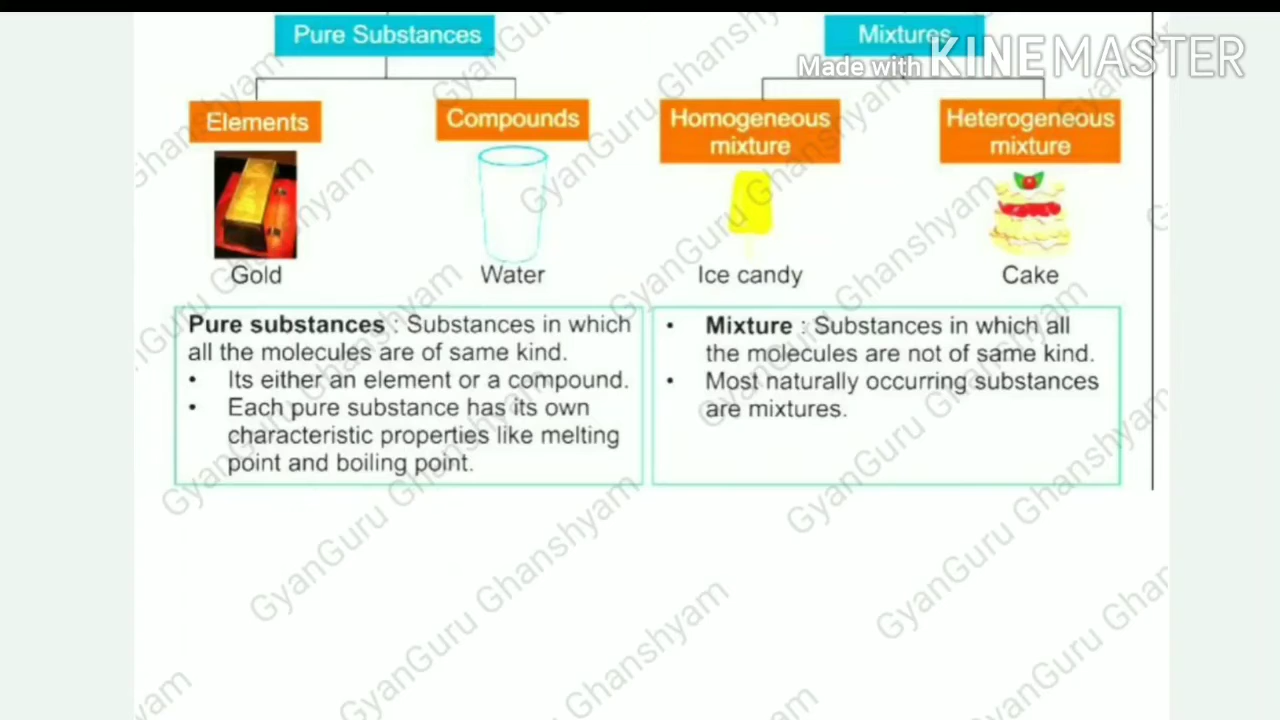 Pure Substances
Mixtures
Made with KINEMASTER
Elements
Compounds
Homogeneous
mixture
Heterogeneous
mixture
Gold
Water
Ice candy
Cake
Pure substances : Substances in which
all the molecules are of same kind.
• Its either an element or a compound.
• Each pure substance has its own
characteristic properties like melting
point and boiling point.
• Mixture : Substances in which all
the molecules are not of same kind.
• Most naturally occurring substances
are mixtures.
GyanGuru Ghanshyam